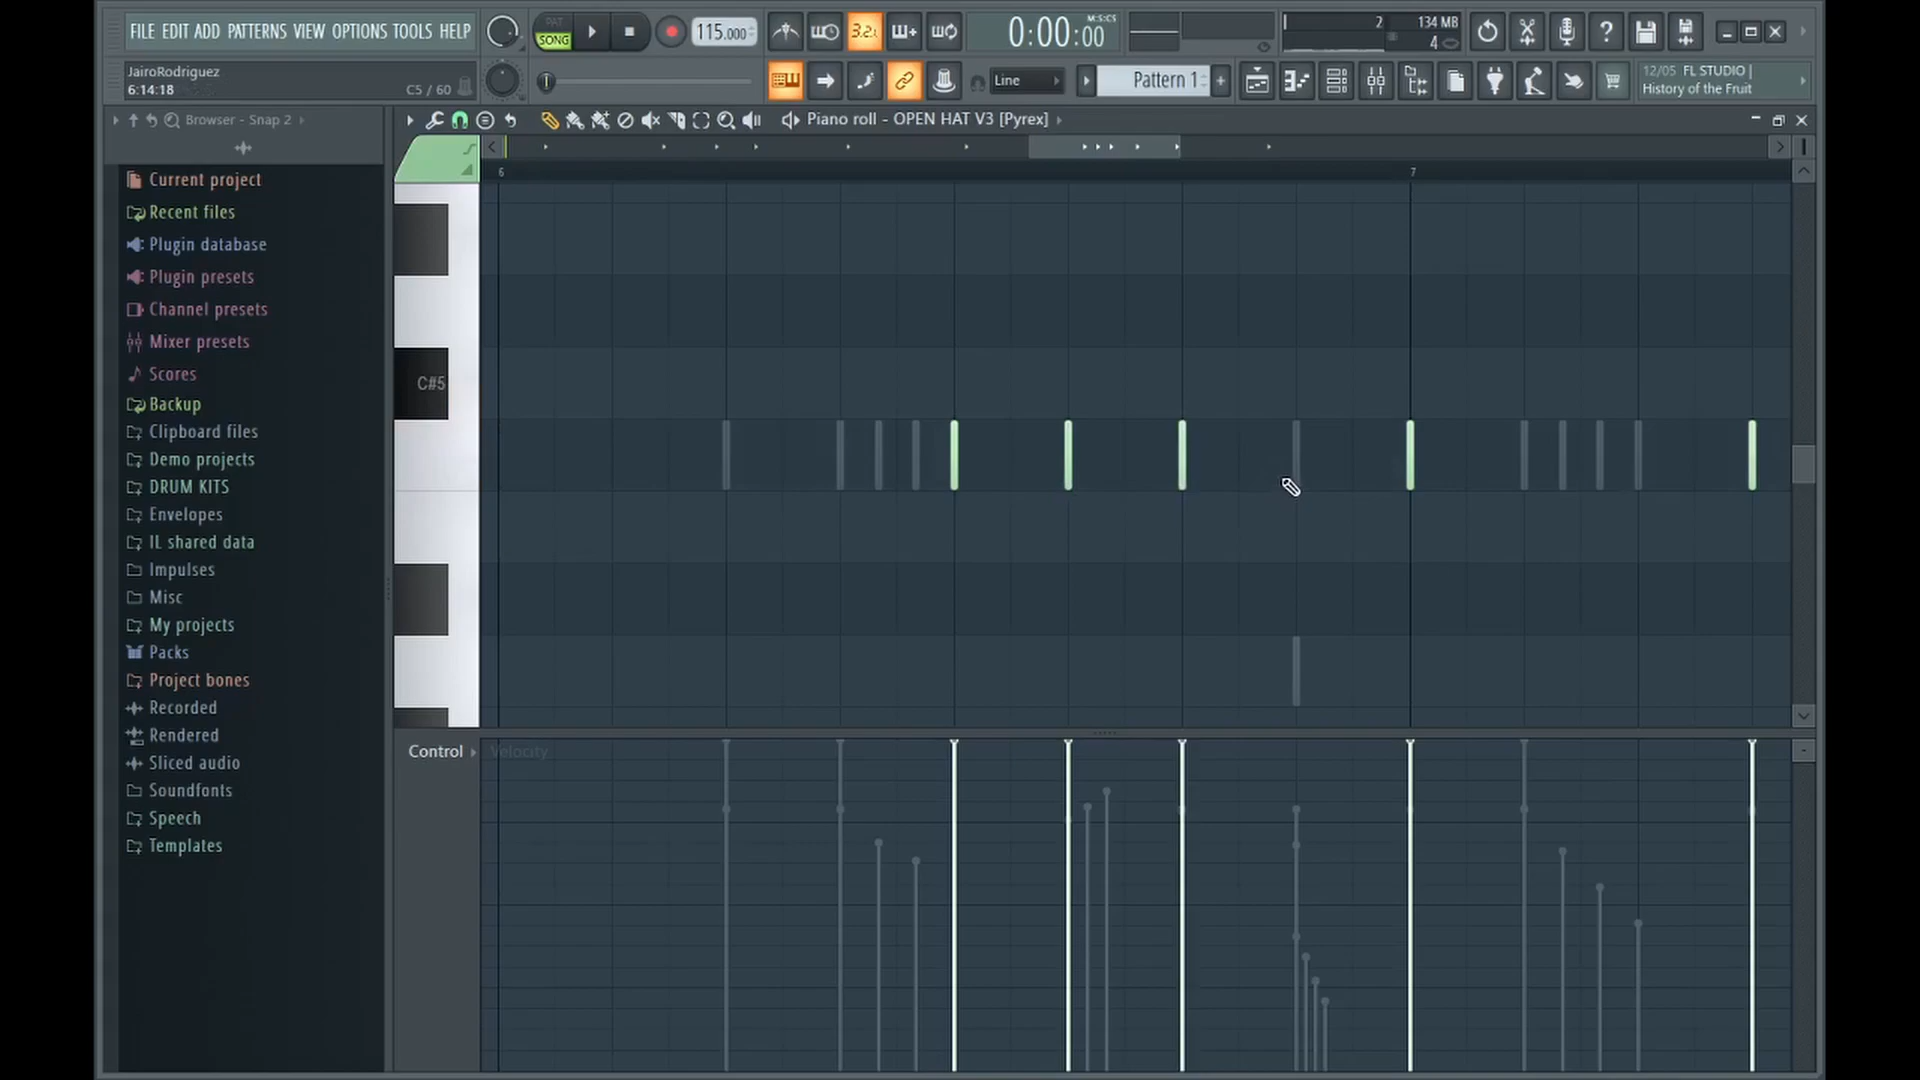 FILE EDIT ADD PATTERNS VIEW OPTIONS TOOLS HELP
PAT
SONG
115.000
3.2.
0:00:00
M:S:CS
2
134 MB
4
JairoRodriguez
6:14:18
C5 / 60
Line
Pattern 1
12/05 FL STUDIO |
History of the Fruit
Browser - Snap 2
Piano roll - OPEN HAT V3 [Pyrex]
6
7
Current project
Recent files
Plugin database
Plugin presets
Channel presets
Mixer presets
Scores
Backup
Clipboard files
Demo projects
DRUM KITS
Envelopes
IL shared data
Impulses
Misc
My projects
Packs
Project bones
Recorded
Rendered
Sliced audio
Soundfonts
Speech
Templates
C#5
Control
Velocity